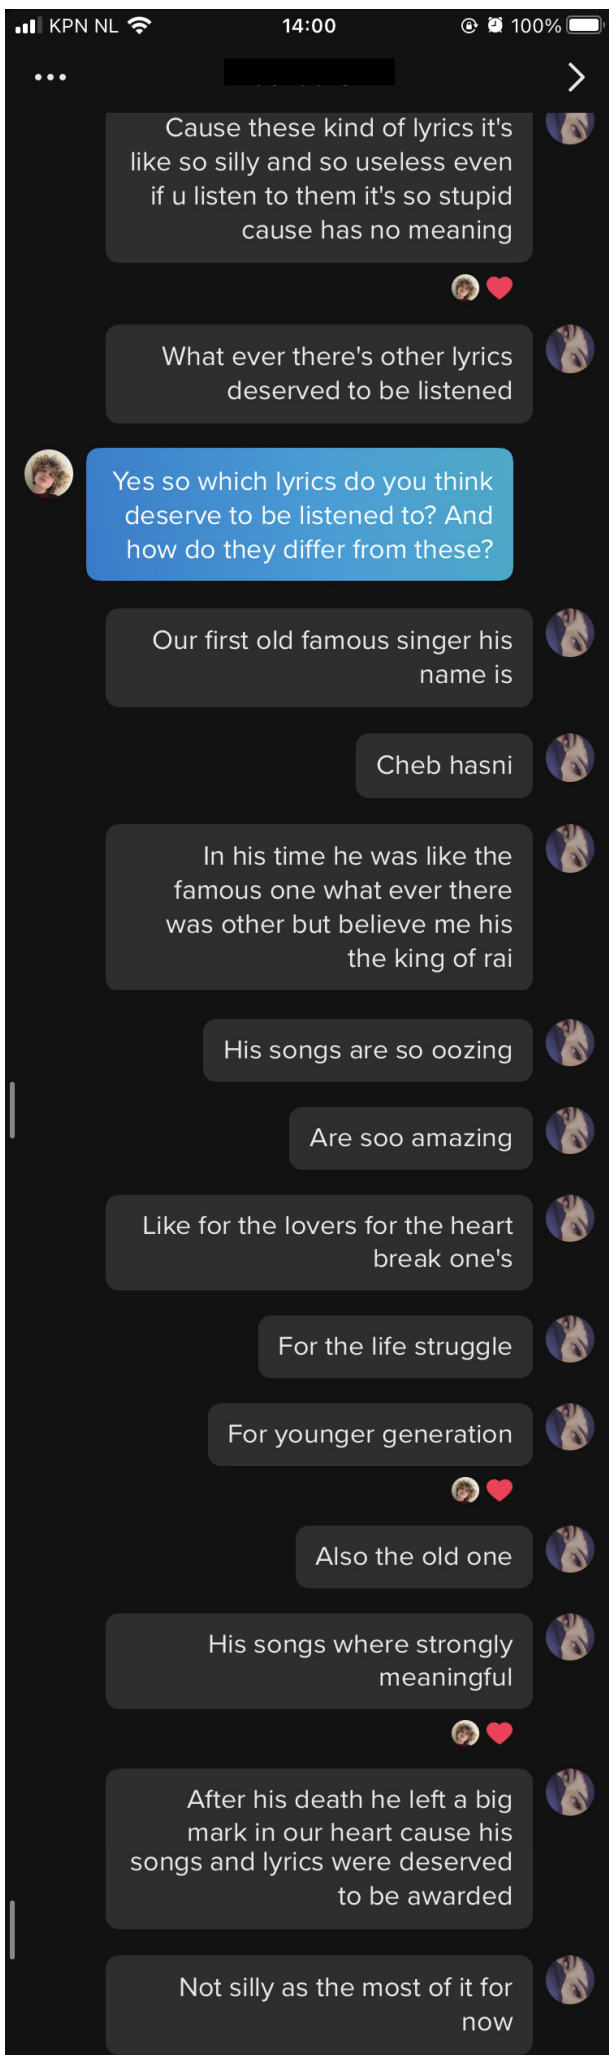 KPN NL
14:00
100%
Cause these kind of lyrics it's
like so silly and so useless even
if u listen to them it's so stupid
cause has no meaning
What ever there's other lyrics
deserved to be listened
Yes so which lyrics do you think
deserve to be listened to? And
how do they differ from these?
Our first old famous singer his
name is
Cheb hasni
In his time he was like the
famous one what ever there
was other but believe me his
the king of rai
His songs are so oozing
Are soo amazing
Like for the lovers for the heart
break one's
For the life struggle
For younger generation
Also the old one
His songs where strongly
meaningful
After his death he left a big
mark in our heart cause his
songs and lyrics were deserved
to be awarded
Not silly as the most of it for
now